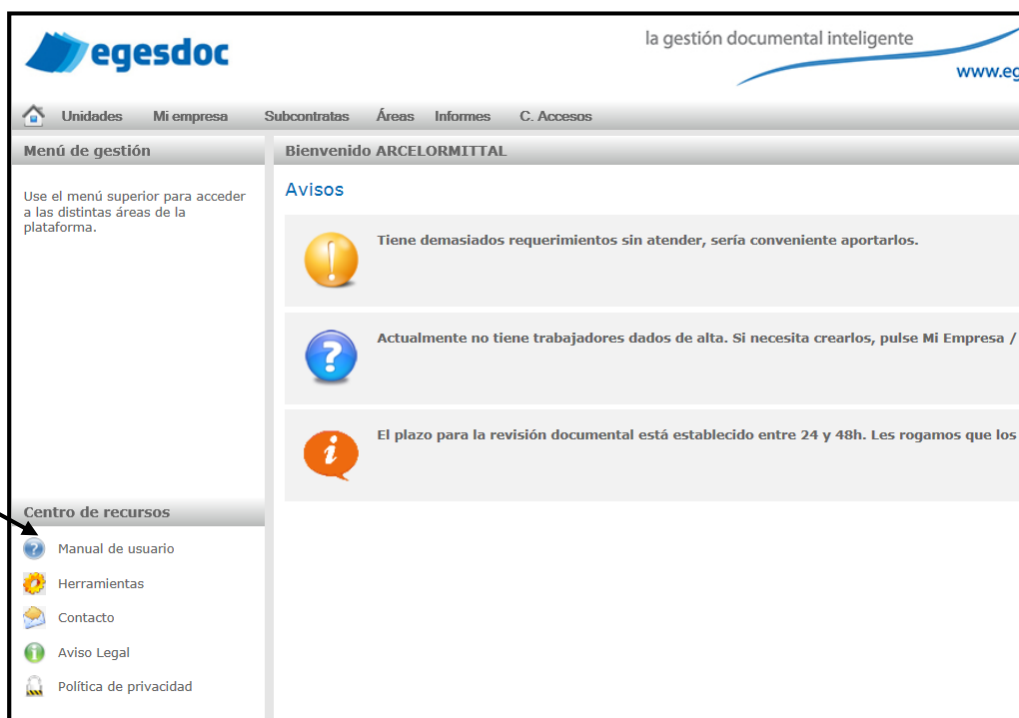 egesdoc
la gestión documental inteligente
www.eg
Unidades Mi empresa Subcontratas Áreas Informes C. Accesos
Menú de gestión
Use el menú superior para acceder
a las distintas áreas de la
plataforma.
Bienvenido ARCELORMITTAL
Avisos
Tiene demasiados requerimientos sin atender, sería conveniente aportarlos.
Actualmente no tiene trabajadores dados de alta. Si necesita crearlos, pulse Mi Empresa /
El plazo para la revisión documental está establecido entre 24 y 48h. Les rogamos que los
Centro de recursos
Manual de usuario
Herramientas
Contacto
Aviso Legal
Política de privacidad